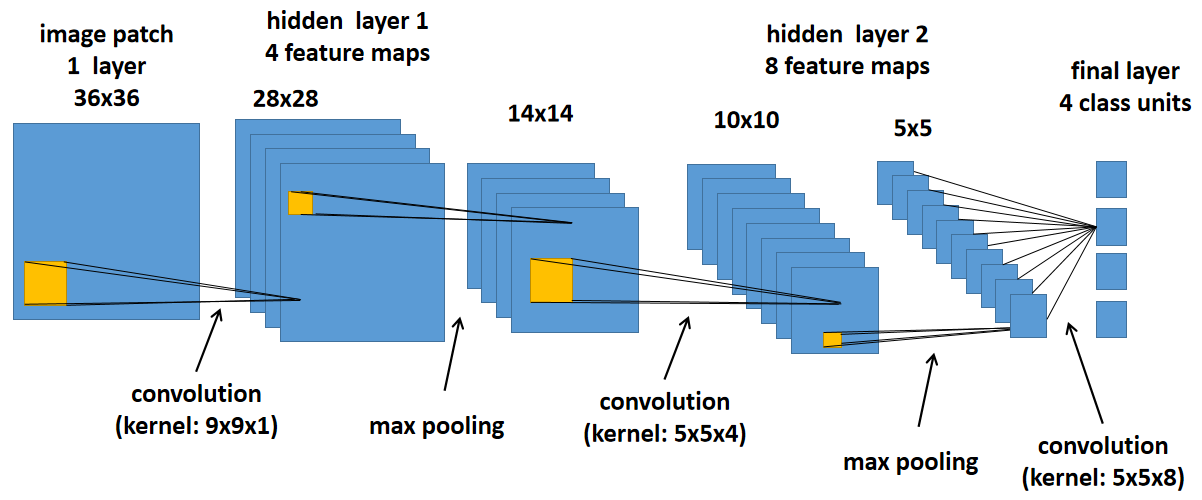 image patch
1 layer
36x36
hidden layer 1
4 feature maps
28x28
14x14
hidden layer 2
8 feature maps
10x10
5x5
final layer
4 class units
convolution
(kernel: 9x9x1)
max pooling
convolution
(kernel: 5x5x4)
max pooling
convolution
(kernel: 5x5x8)